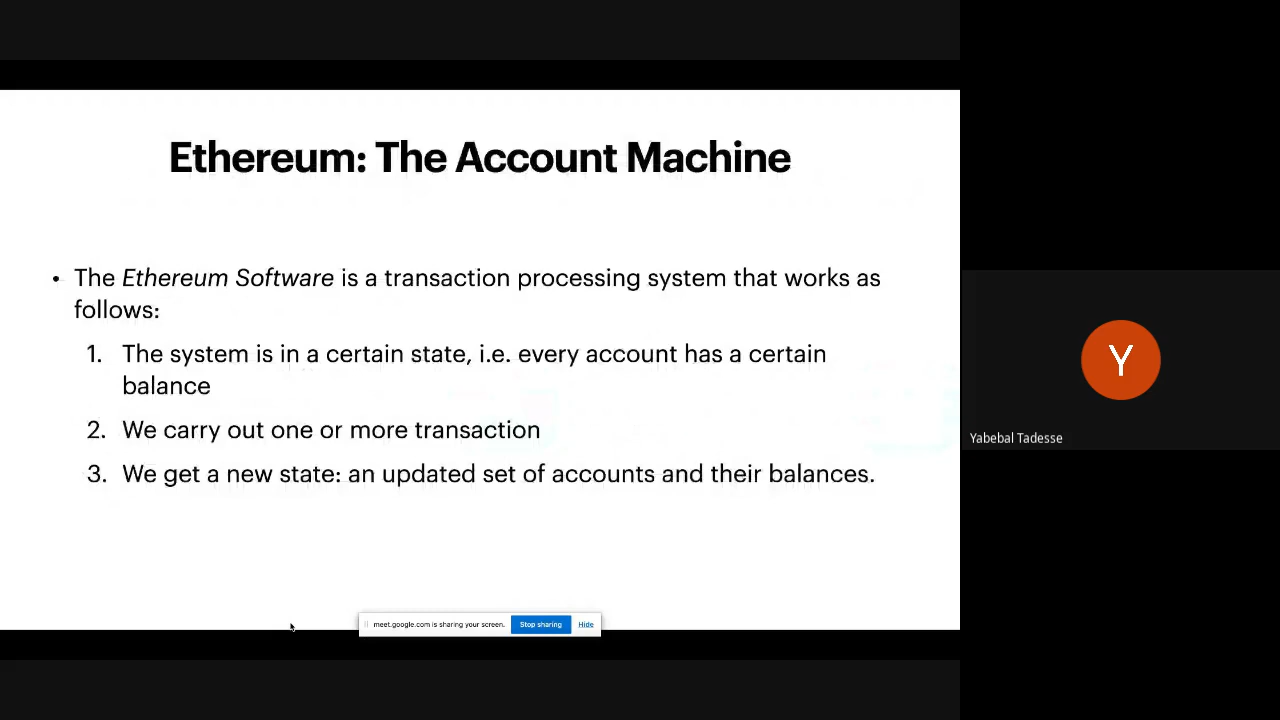 Ethereum: The Account Machine
• The Ethereum Software is a transaction processing system that works as
follows:
1. The system is in a certain state, i.e. every account has a certain
balance
2. We carry out one or more transaction
3. We get a new state: an updated set of accounts and their balances.
Y
Yabebal Tadesse
meet.google.com is sharing your screen. Stop sharing Hide